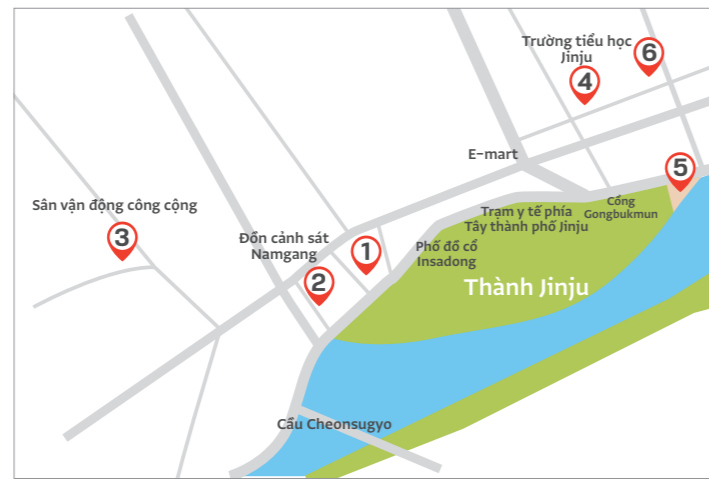 Trường tiểu học
Jinju
6
4
E-mart
5
Sân vận động công cộng
3
Đồn cảnh sát
Namgang
1
2
Trạm y tế phía
Tây thành phố Jinju
Cổng
Gongbukmun
Phố đồ cổ
Insadong
Thành Jinju
Cầu Cheonsugyo